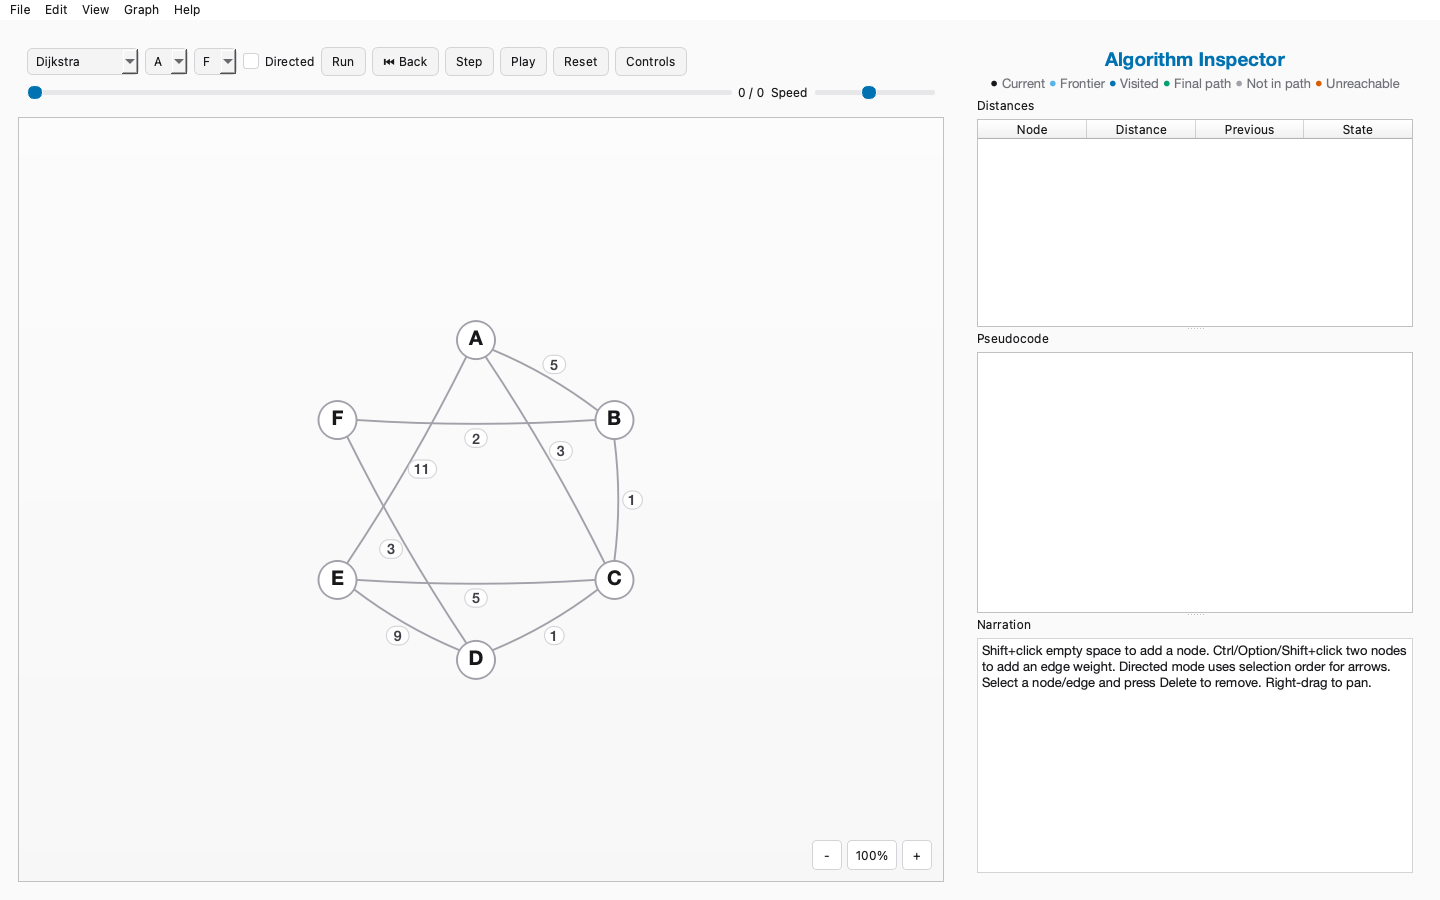 File Edit View Graph Help
Dijkstra A F Directed Run ⏮ Back Step Play Reset Controls
0 / 0 Speed
A
5
F
B
2
3
11
1
3
E
C
5
9
1
D
- 100% +
Algorithm Inspector
• Current • Frontier • Visited • Final path • Not in path • Unreachable
Distances
Node Distance Previous State
Pseudocode
Narration
Shift+click empty space to add a node. Ctrl/Option/Shift+click two nodes
to add an edge weight. Directed mode uses selection order for arrows.
Select a node/edge and press Delete to remove. Right-drag to pan.